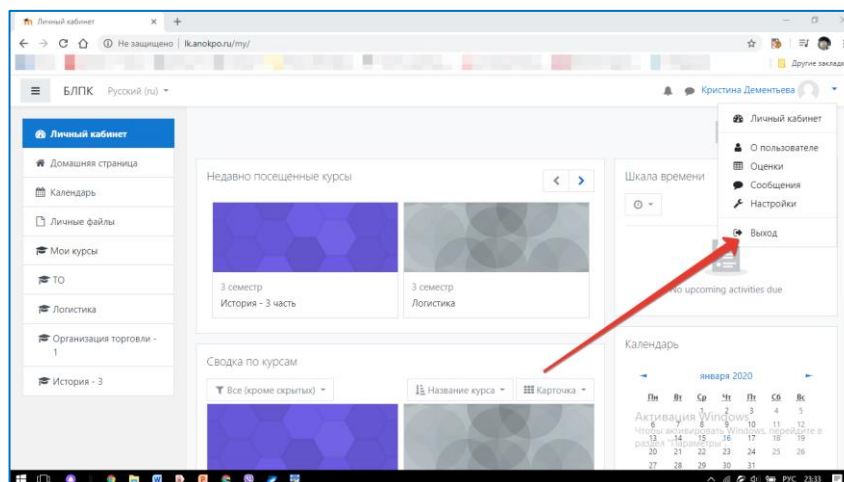 Личный кабинет
Не защищено | lk.anokpo.ru/my/
Другие заклад
БЛПК Русский (ru)
Кристина Дементьева
Личный кабинет
Домашняя страница
Календарь
Личные файлы
Мои курсы
ТО
Логистика
Организация торговли -
1
История - 3
Недавно посещенные курсы
3 семестр
История - 3 часть
3 семестр
Логистика
Сводка по курсам
Все (кроме скрытых)
Название курса
Карточка
Личный кабинет
О пользователе
Оценки
Сообщения
Настройки
Выход
Шкала времени
No upcoming activities due
Календарь
января 2020
Пн Вт Ср Чт Пт Сб Вс
1 2 3 4 5
6 7 8 9 10 11 12
13 14 15 16 17 18 19
20 21 22 23 24 25 26
27 28 29 30 31
Активация Windows
Чтобы активировать Windows, перейдите в
раздел "Параметры
РУС 23:33